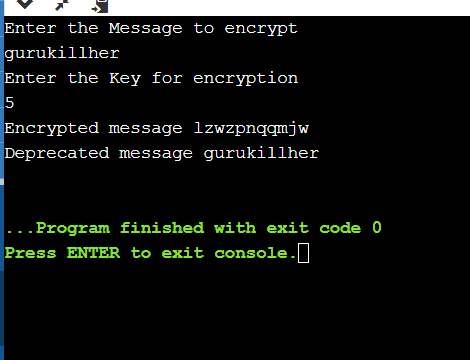 Enter the Message to encrypt
gurukillher
Enter the Key for encryption
5
Encrypted message lzwzpnqqmjw
Deprecated message gurukillher
...Program finished with exit code 0
Press ENTER to exit console.